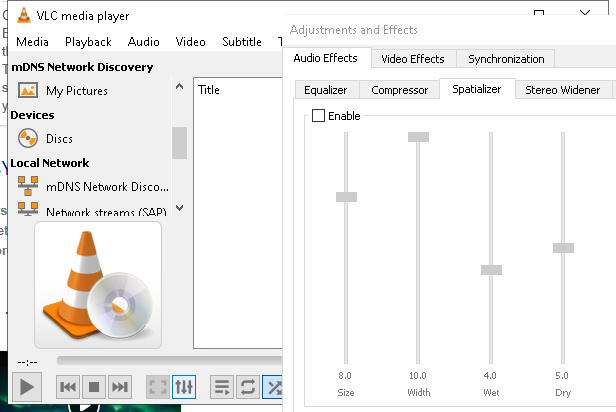 VLC media player
Media Playback Audio Video Subtitle T
mDNS Network Discovery
My Pictures
Devices
Discs
Local Network
mDNS Network Disco...
Network streams (SAP)
Title
--:--
Adjustments and Effects
Audio Effects Video Effects Synchronization
Equalizer Compressor Spatializer Stereo Widener
Enable
8.0 10.0 4.0 5.0
Size Width Wet Dry